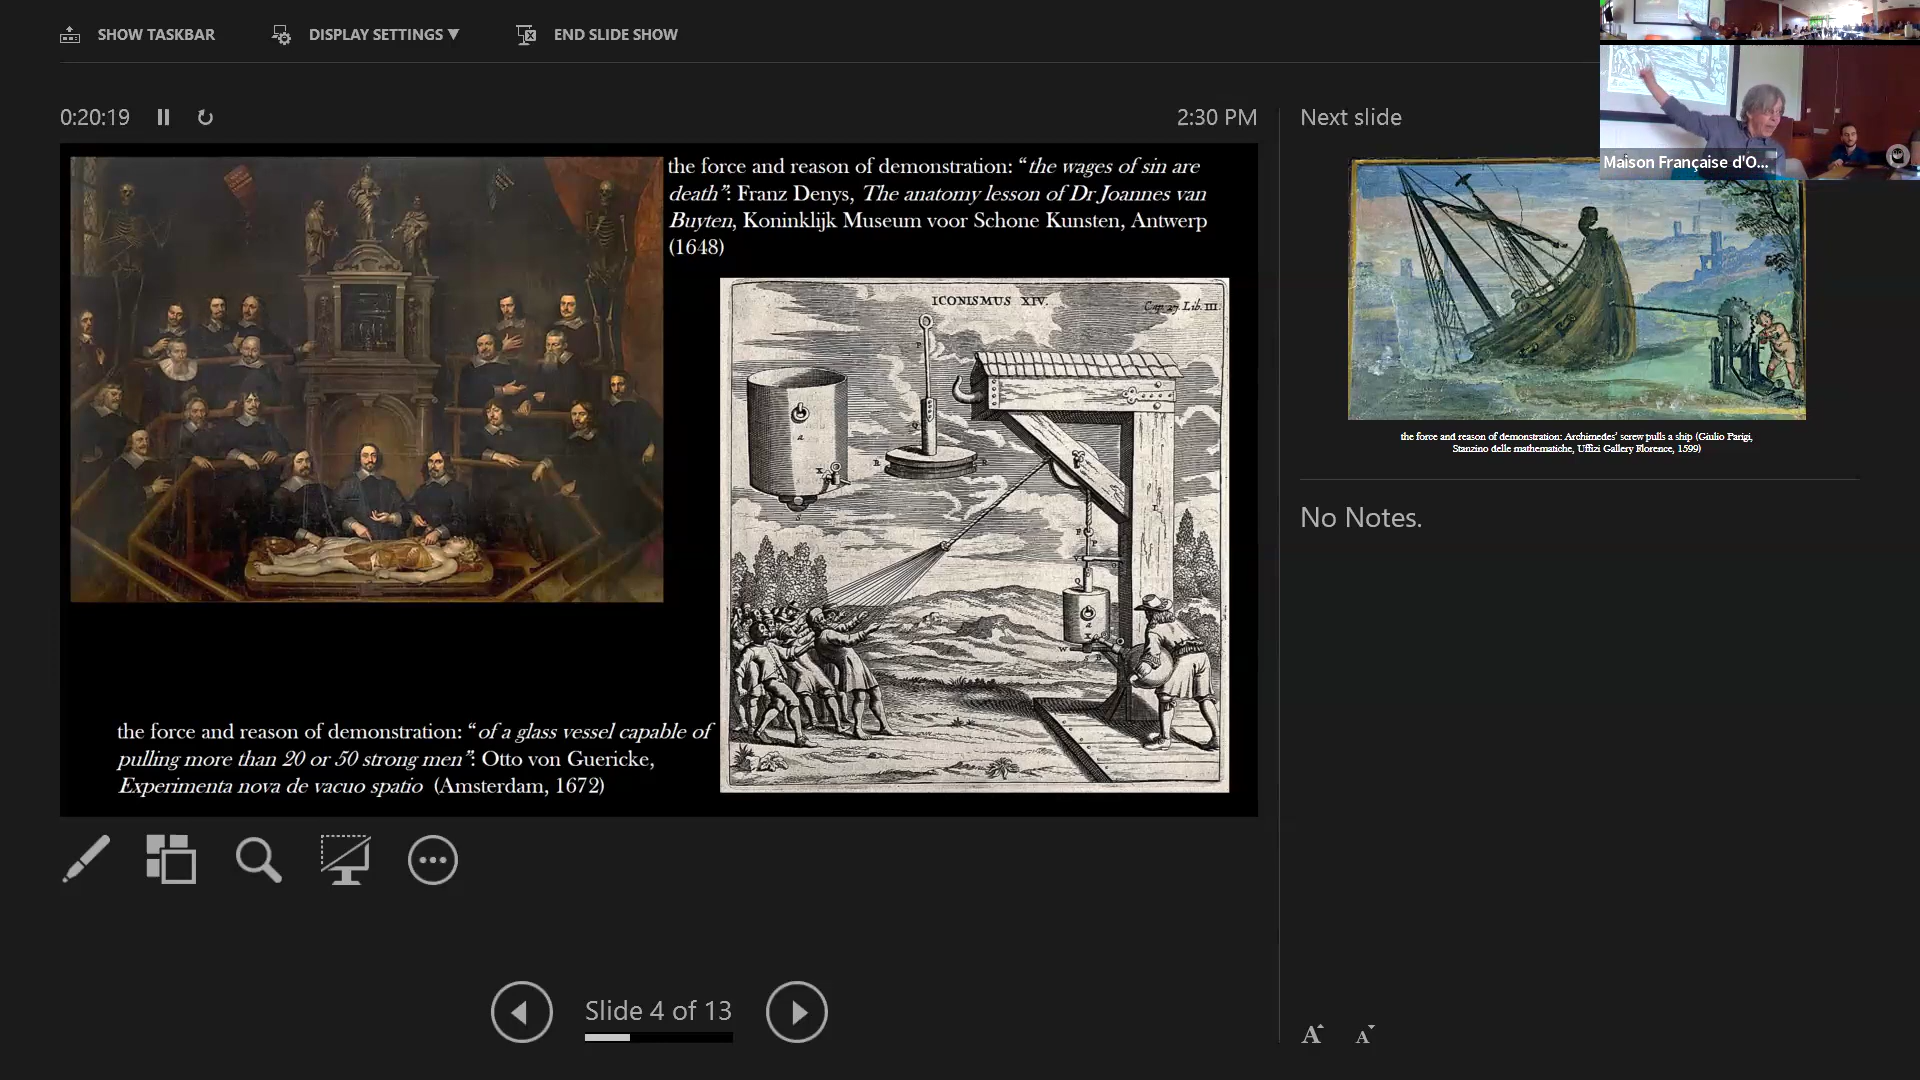 SHOW TASKBAR
DISPLAY SETTINGS ▼
END SLIDE SHOW
0:20:19
2:30 PM
Next slide
Maison Française d'O...
the force and reason of demonstration: “the wages of sin are
death”: Franz Denys, The anatomy lesson of Dr Joannes van
Buyten, Koninklijk Museum voor Schone Kunsten, Antwerp
(1648)
ICONISMUS XIV.
Cap. 27. Lib. III.
the force and reason of demonstration: “of a glass vessel capable of
pulling more than 20 or 50 strong men”: Otto von Guericke,
Experimenta nova de vacuo spatio (Amsterdam, 1672)
the force and reason of demonstration: Archimedes' screw pulls a ship (Giulio Parigi,
Stanzino delle mathematiche, Uffizi Gallery Florence, 1599)
No Notes.
Slide 4 of 13
A A